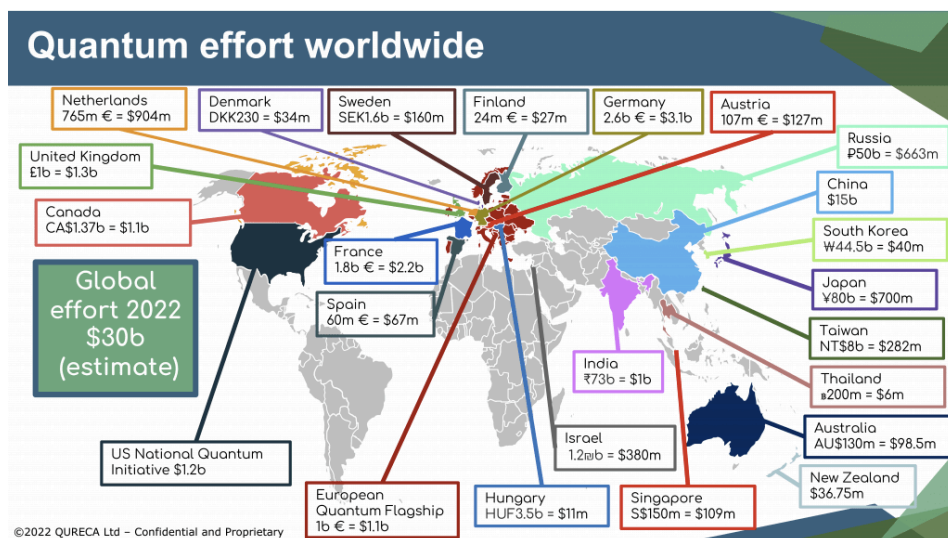 Quantum effort worldwide
Netherlands
765m € = $904m
Denmark
DKK230 = $34m
Sweden
SEK1.6b = $160m
Finland
24m € = $27m
Germany
2.6b € = $3.1b
Austria
107m € = $127m
Russia
₽50b = $663m
United Kingdom
£1b = $1.3b
China
$15b
Canada
CA$1.37b = $1.1b
South Korea
₩44.5b = $40m
France
1.8b € = $2.2b
Japan
¥80b = $700m
Global
effort 2022
$30b
(estimate)
Spain
60m € = $67m
Taiwan
NT$8b = $282m
India
₹73b = $1b
Thailand
฿200m = $6m
Australia
AU$130m = $98.5m
Israel
1.2₪b = $380m
US National Quantum
Initiative $1.2b
New Zealand
$36.75m
European
Quantum Flagship
1b € = $1.1b
Hungary
HUF3.5b = $11m
Singapore
S$150m = $109m
©2022 QURECA Ltd – Confidential and Proprietary